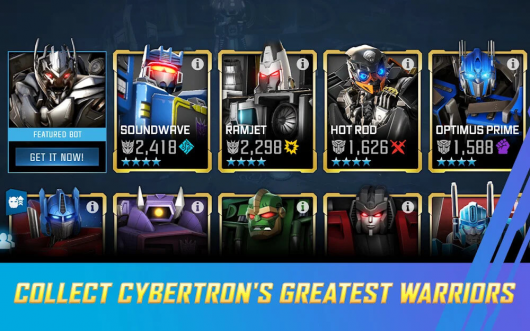 FEATURED BOT
GET IT NOW!
SOUNDWAVE
2,418
RAMJET
2,298
HOT ROD
1,626
OPTIMUS PRIME
1,588
COLLECT CYBERTRON'S GREATEST WARRIORS